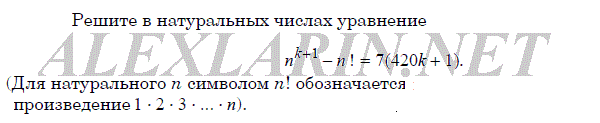 Решите в натуральных числах уравнение
ALEXLARIN.NET
n^{k+1} − n! = 7(420k + 1).
(Для натурального n символом n! обозначается
произведение 1 · 2 · 3 · ... · n).